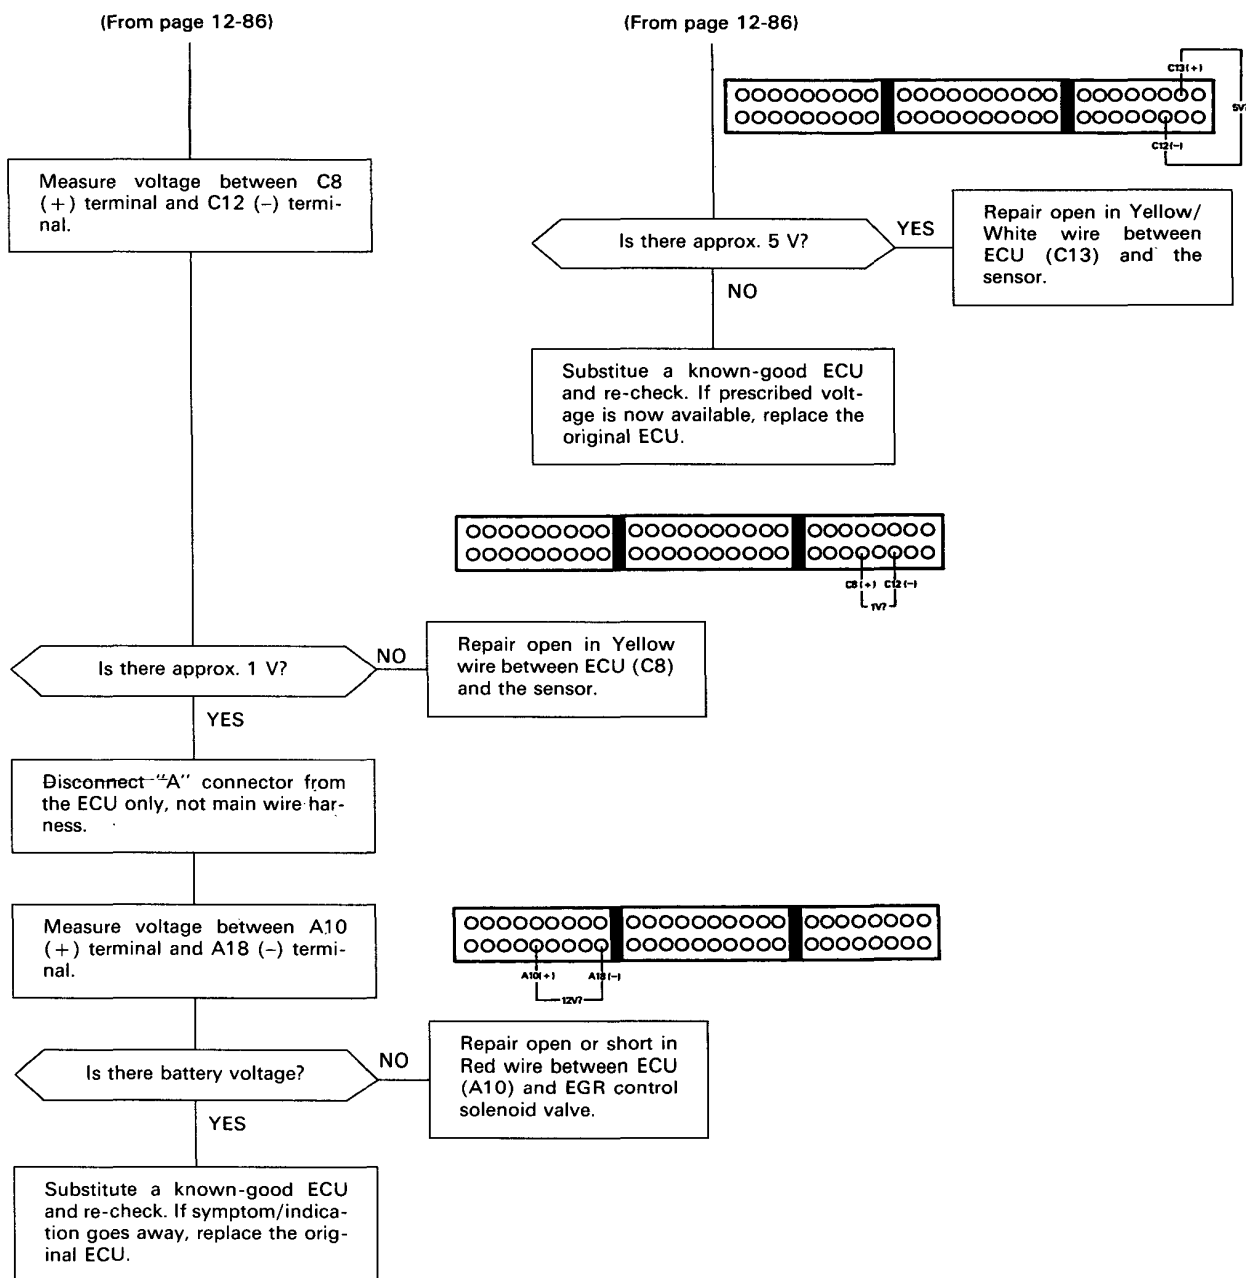 (From page 12-86)
Measure voltage between C8
(+) terminal and C12 (–) termi-
nal.
(From page 12-86)
C13(+)
5V?
C12(–)
Is there approx. 5 V?
YES
Repair open in Yellow/
White wire between
ECU (C13) and the
sensor.
NO
Substitue a known-good ECU
and re-check. If prescribed volt-
age is now available, replace the
original ECU.
C8(+) C12(–)
1V?
Is there approx. 1 V?
NO
Repair open in Yellow
wire between ECU (C8)
and the sensor.
YES
Disconnect "A" connector from
the ECU only, not main wire har-
ness.
Measure voltage between A10
(+) terminal and A18 (–) termi-
nal.
A10(+) A18(–)
12V?
Is there battery voltage?
NO
Repair open or short in
Red wire between ECU
(A10) and EGR control
solenoid valve.
YES
Substitute a known-good ECU
and re-check. If symptom/indica-
tion goes away, replace the orig-
inal ECU.